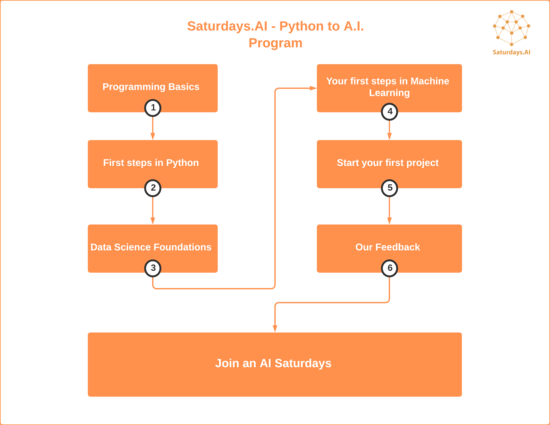 Saturdays.AI - Python to A.I.
Program
Saturdays.AI
Programming Basics
1
First steps in Python
2
Data Science Foundations
3
Your first steps in Machine
Learning
4
Start your first project
5
Our Feedback
6
Join an AI Saturdays